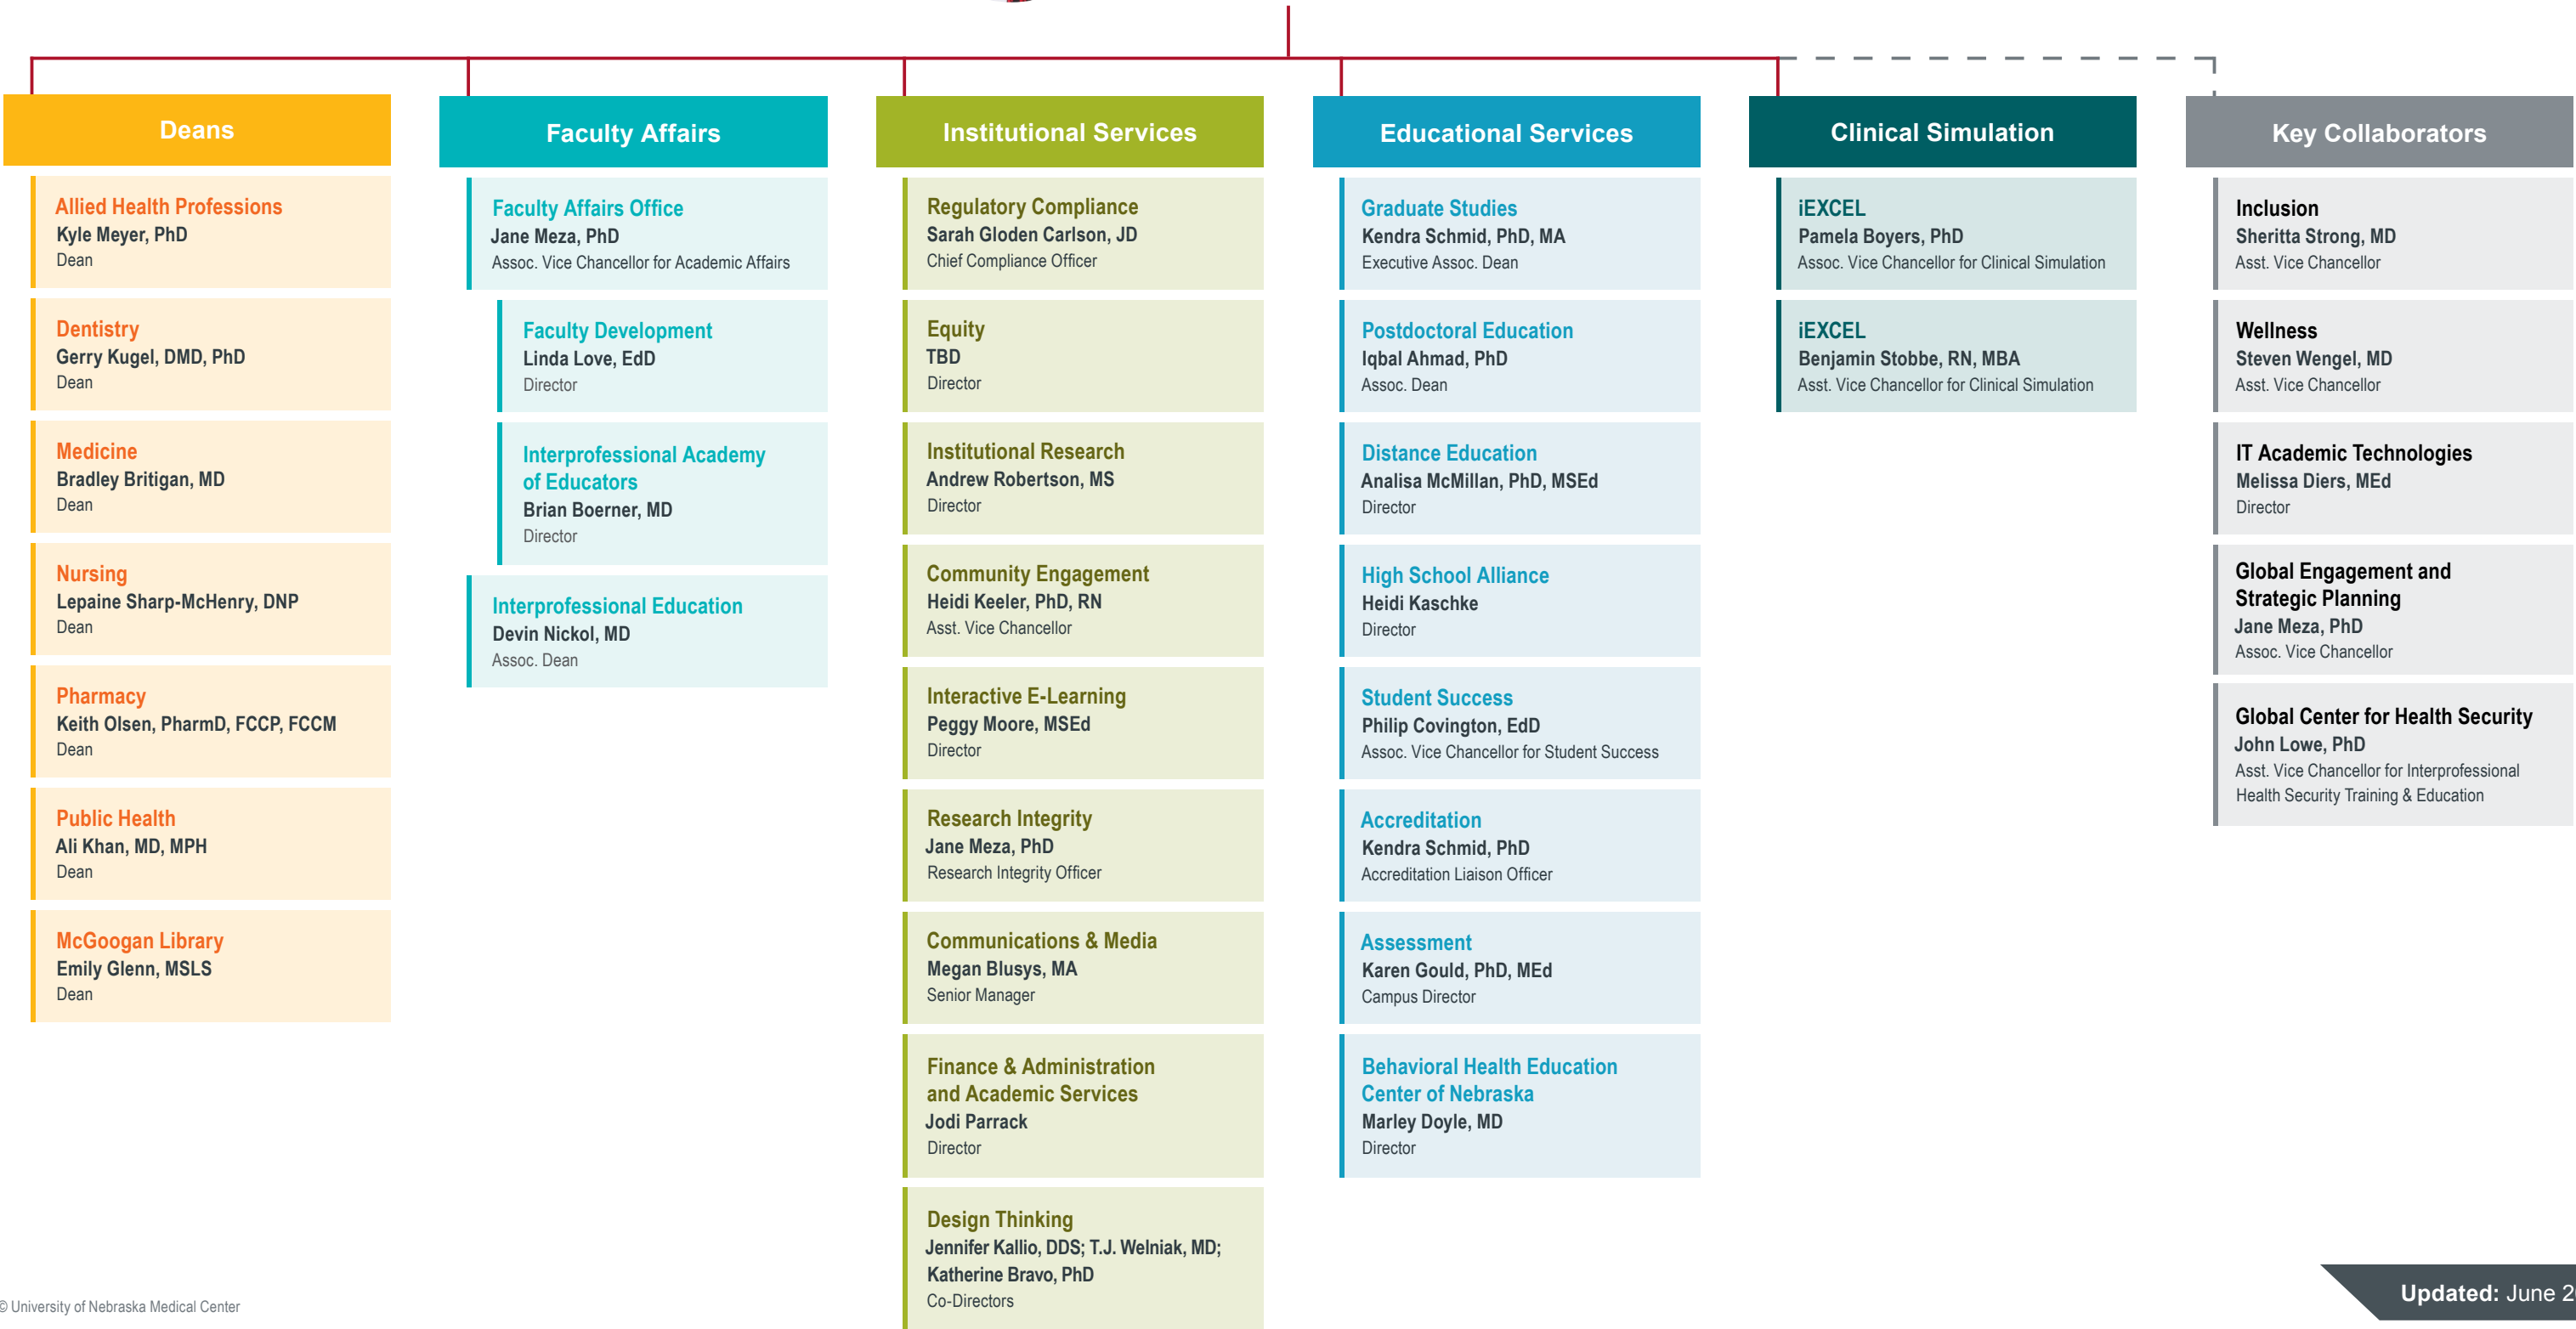 Deans
Allied Health Professions
Kyle Meyer, PhD
Dean
Dentistry
Gerry Kugel, DMD, PhD
Dean
Medicine
Bradley Britigan, MD
Dean
Nursing
Lepaine Sharp-McHenry, DNP
Dean
Pharmacy
Keith Olsen, PharmD, FCCP, FCCM
Dean
Public Health
Ali Khan, MD, MPH
Dean
McGoogan Library
Emily Glenn, MSLS
Dean
Faculty Affairs
Faculty Affairs Office
Jane Meza, PhD
Assoc. Vice Chancellor for Academic Affairs
Faculty Development
Linda Love, EdD
Director
Interprofessional Academy
of Educators
Brian Boerner, MD
Director
Interprofessional Education
Devin Nickol, MD
Assoc. Dean
Institutional Services
Regulatory Compliance
Sarah Gloden Carlson, JD
Chief Compliance Officer
Equity
TBD
Director
Institutional Research
Andrew Robertson, MS
Director
Community Engagement
Heidi Keeler, PhD, RN
Asst. Vice Chancellor
Interactive E-Learning
Peggy Moore, MSEd
Director
Research Integrity
Jane Meza, PhD
Research Integrity Officer
Communications & Media
Megan Blusys, MA
Senior Manager
Finance & Administration
and Academic Services
Jodi Parrack
Director
Design Thinking
Jennifer Kallio, DDS; T.J. Welniak, MD;
Katherine Bravo, PhD
Co-Directors
Educational Services
Graduate Studies
Kendra Schmid, PhD, MA
Executive Assoc. Dean
Postdoctoral Education
Iqbal Ahmad, PhD
Assoc. Dean
Distance Education
Analisa McMillan, PhD, MSEd
Director
High School Alliance
Heidi Kaschke
Director
Student Success
Philip Covington, EdD
Assoc. Vice Chancellor for Student Success
Accreditation
Kendra Schmid, PhD
Accreditation Liaison Officer
Assessment
Karen Gould, PhD, MEd
Campus Director
Behavioral Health Education
Center of Nebraska
Marley Doyle, MD
Director
Clinical Simulation
iEXCEL
Pamela Boyers, PhD
Assoc. Vice Chancellor for Clinical Simulation
iEXCEL
Benjamin Stobbe, RN, MBA
Asst. Vice Chancellor for Clinical Simulation
Key Collaborators
Inclusion
Sheritta Strong, MD
Asst. Vice Chancellor
Wellness
Steven Wengel, MD
Asst. Vice Chancellor
IT Academic Technologies
Melissa Diers, MEd
Director
Global Engagement and
Strategic Planning
Jane Meza, PhD
Assoc. Vice Chancellor
Global Center for Health Security
John Lowe, PhD
Asst. Vice Chancellor for Interprofessional
Health Security Training & Education
© University of Nebraska Medical Center
Updated: June